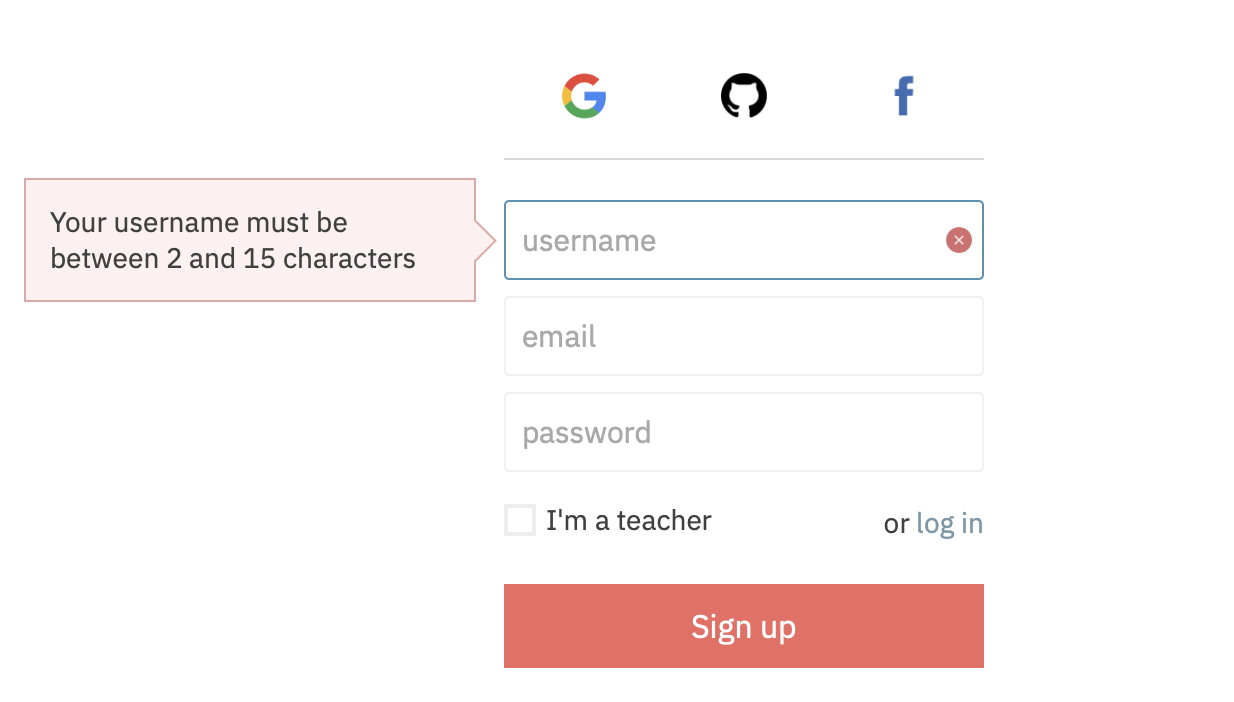 Your username must be
between 2 and 15 characters
username
email
password
I'm a teacher
or log in
Sign up